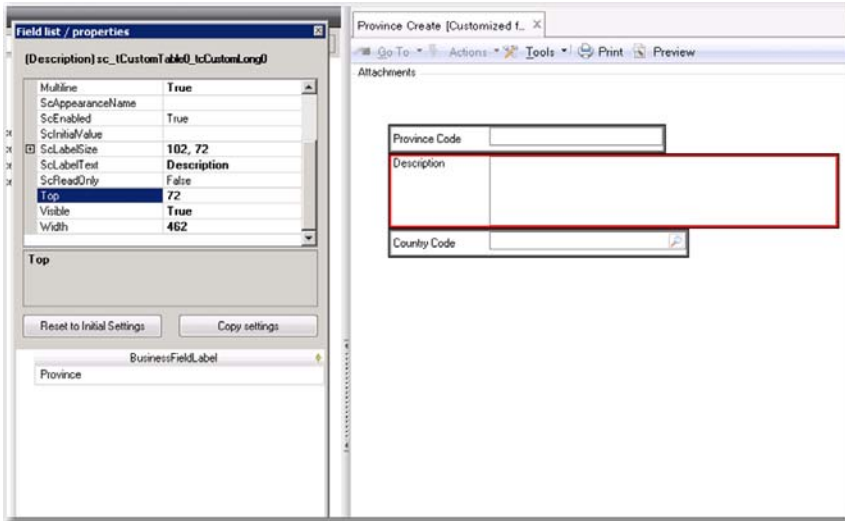 Field list / properties
(Description) sc_tCustomTable0_tcCustomLong0
Multiline True
ScAppearanceName
ScEnabled True
ScInitialValue
ScLabelSize 102, 72
ScLabelText Description
ScReadOnly False
Top 72
Visible True
Width 462
Top
Reset to Initial Settings Copy settings
BusinessFieldLabel
Province
Province Create [Customized f...
Go To Actions Tools Print Preview
Attachments
Province Code
Description
Country Code